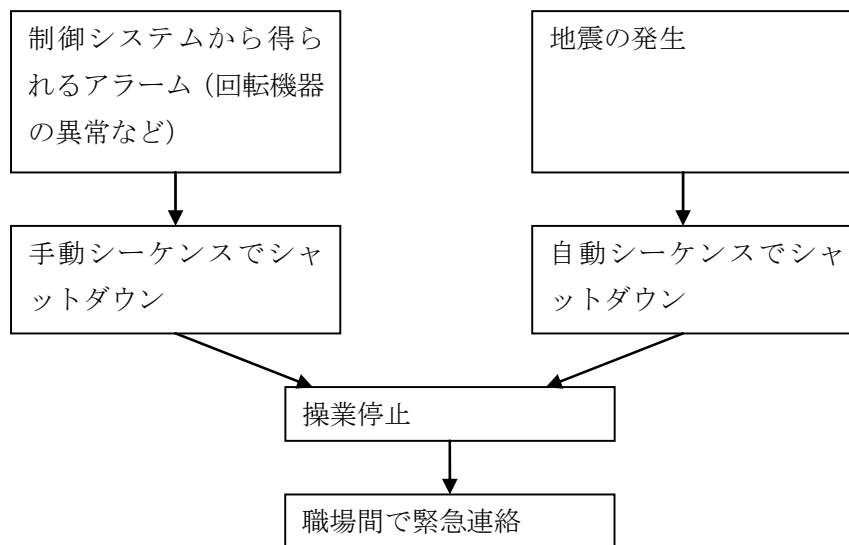 制御システムから得ら
れるアラーム（回転機器
の異常など）
地震の発生
手動シーケンスでシャ
ットダウン
自動シーケンスでシャ
ットダウン
操業停止
職場間で緊急連絡